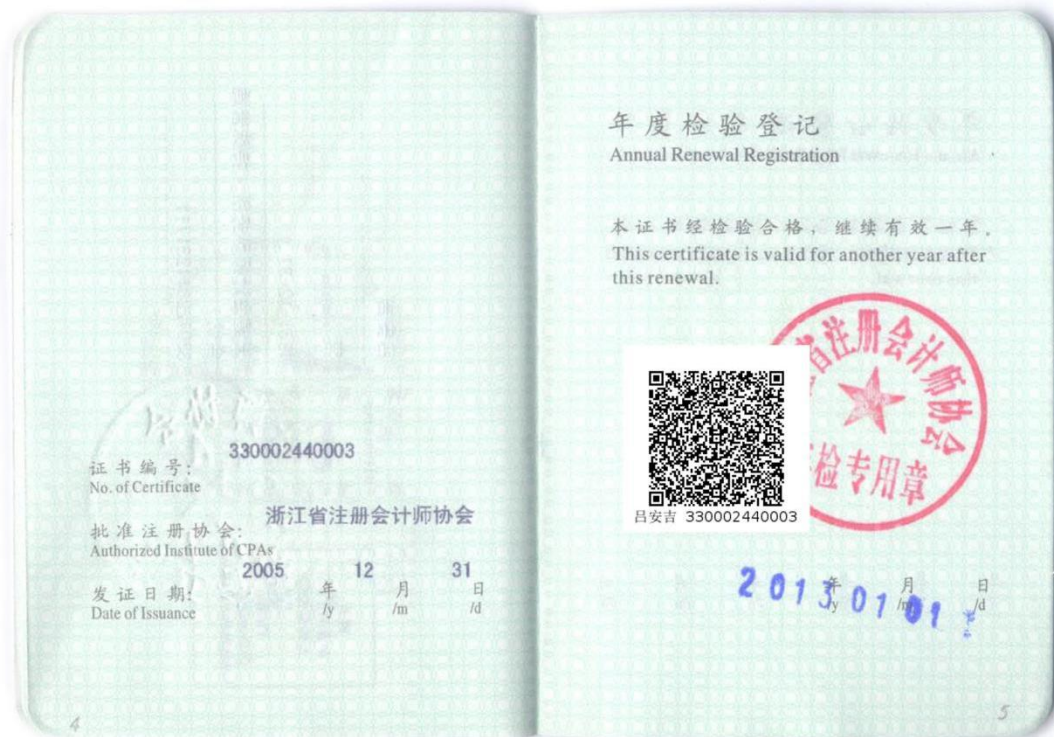 330002440003
证书编号:
No. of Certificate
浙江省注册会计师协会
批准注册协会:
Authorized Institute of CPAs
2005 12 31
发证日期: 年 月 日
Date of Issuance /y /m /d
4
年度检验登记
Annual Renewal Registration
本证书经检验合格，继续有效一年。
This certificate is valid for another year after
this renewal.
省注册会计师协会
检专用章
吕安吉 330002440003
年 月 日
2013 01 01
/y /m /d
5